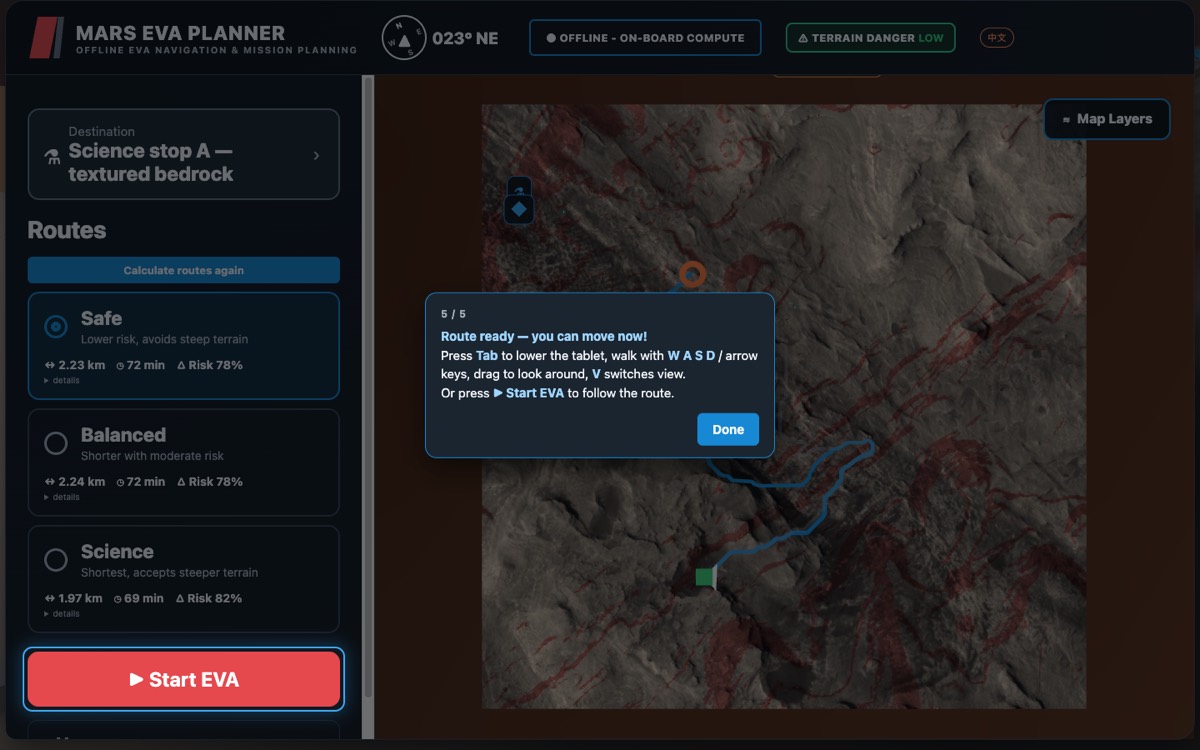 MARS EVA PLANNER
OFFLINE EVA NAVIGATION & MISSION PLANNING
N
E
S
W
023° NE
OFFLINE - ON-BOARD COMPUTE
TERRAIN DANGER LOW
中文
Destination
Science stop A —
textured bedrock
Routes
Calculate routes again
Safe
Lower risk, avoids steep terrain
2.23 km 72 min Δ Risk 78%
details
Balanced
Shorter with moderate risk
2.24 km 72 min Δ Risk 78%
details
Science
Shortest, accepts steeper terrain
1.97 km 69 min Δ Risk 82%
details
Start EVA
Map Layers
5 / 5
Route ready — you can move now!
Press Tab to lower the tablet, walk with W A S D / arrow
keys, drag to look around, V switches view.
Or press ▶ Start EVA to follow the route.
Done